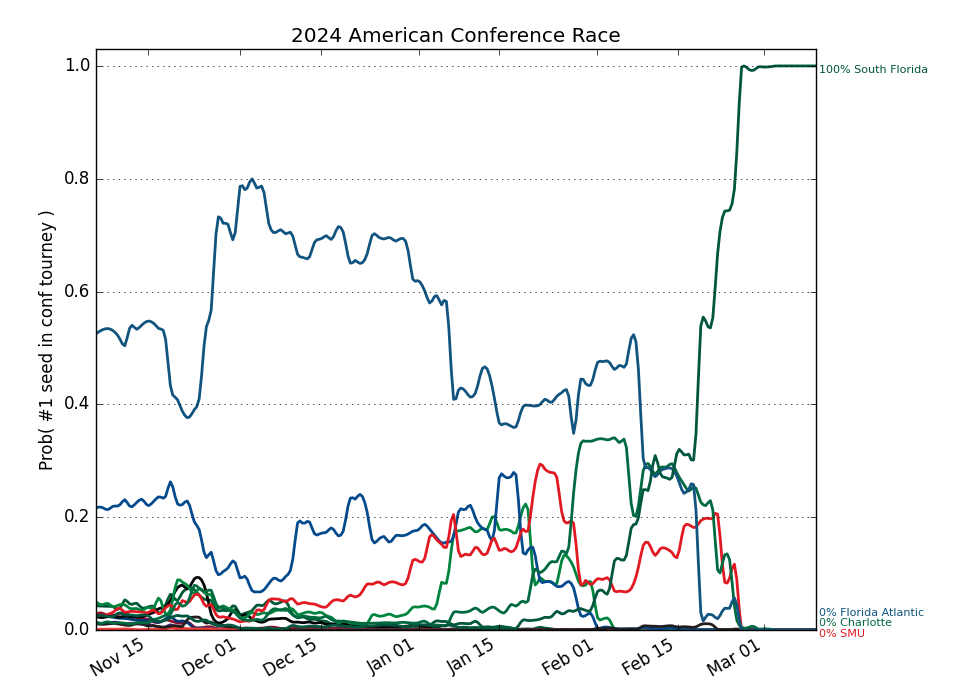 2024 American Conference Race
Prob( #1 seed in conf tourney )
1.0
0.8
0.6
0.4
0.2
0.0
Nov 15
Dec 01
Dec 15
Jan 01
Jan 15
Feb 01
Feb 15
Mar 01
100% South Florida
0% Florida Atlantic
0% Charlotte
0% SMU